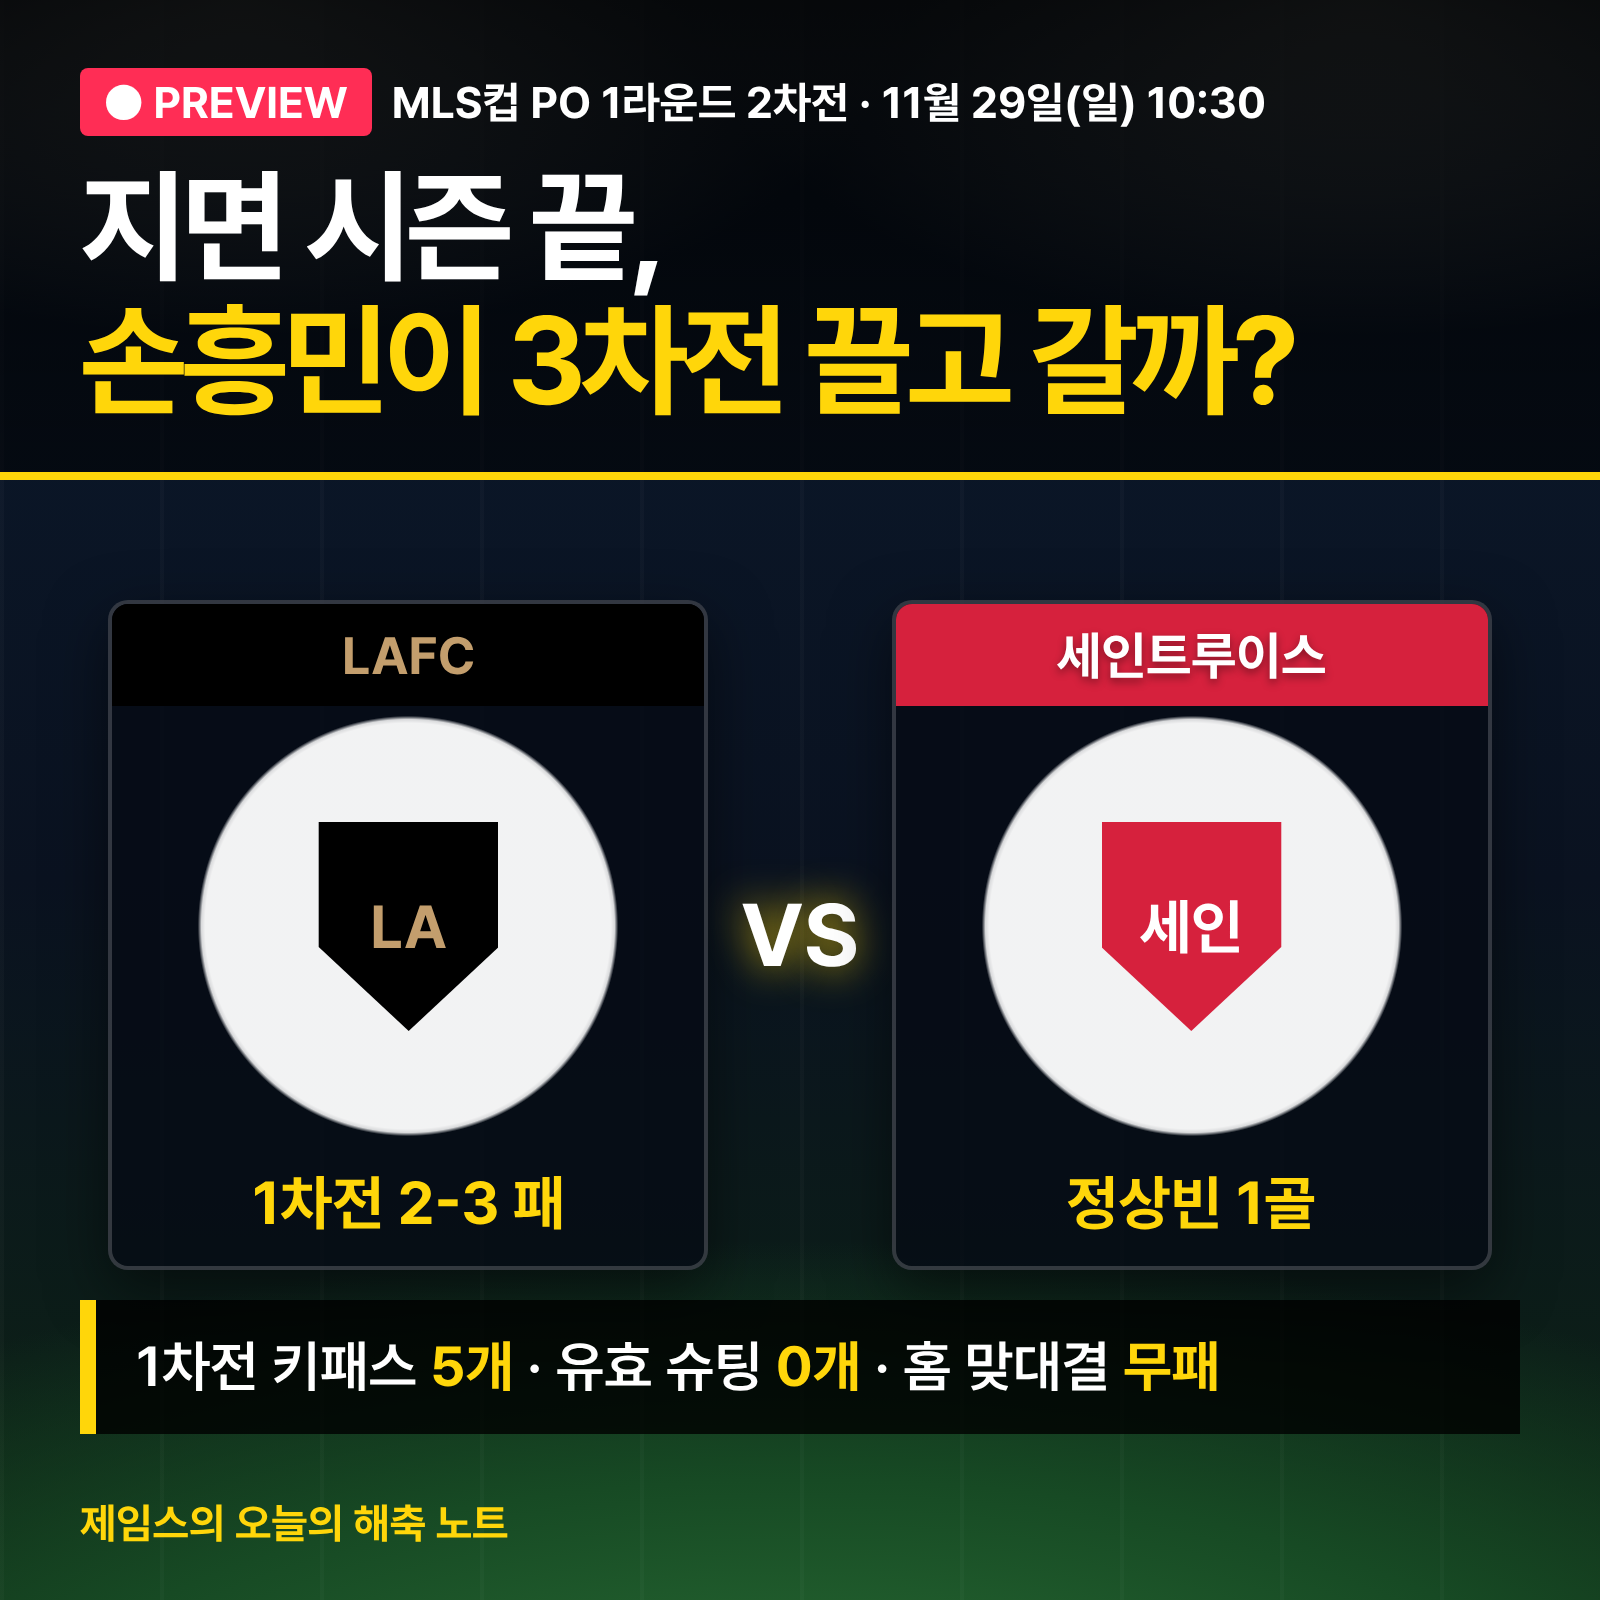 PREVIEW MLS컵 PO 1라운드 2차전 · 11월 29일(일) 10:30
지면 시즌 끝,
손흥민이 3차전 끌고 갈까?
LAFC
LA
1차전 2-3 패
VS
세인트루이스
세인
정상빈 1골
1차전 키패스 5개 · 유효 슈팅 0개 · 홈 맞대결 무패
제임스의 오늘의 해축 노트